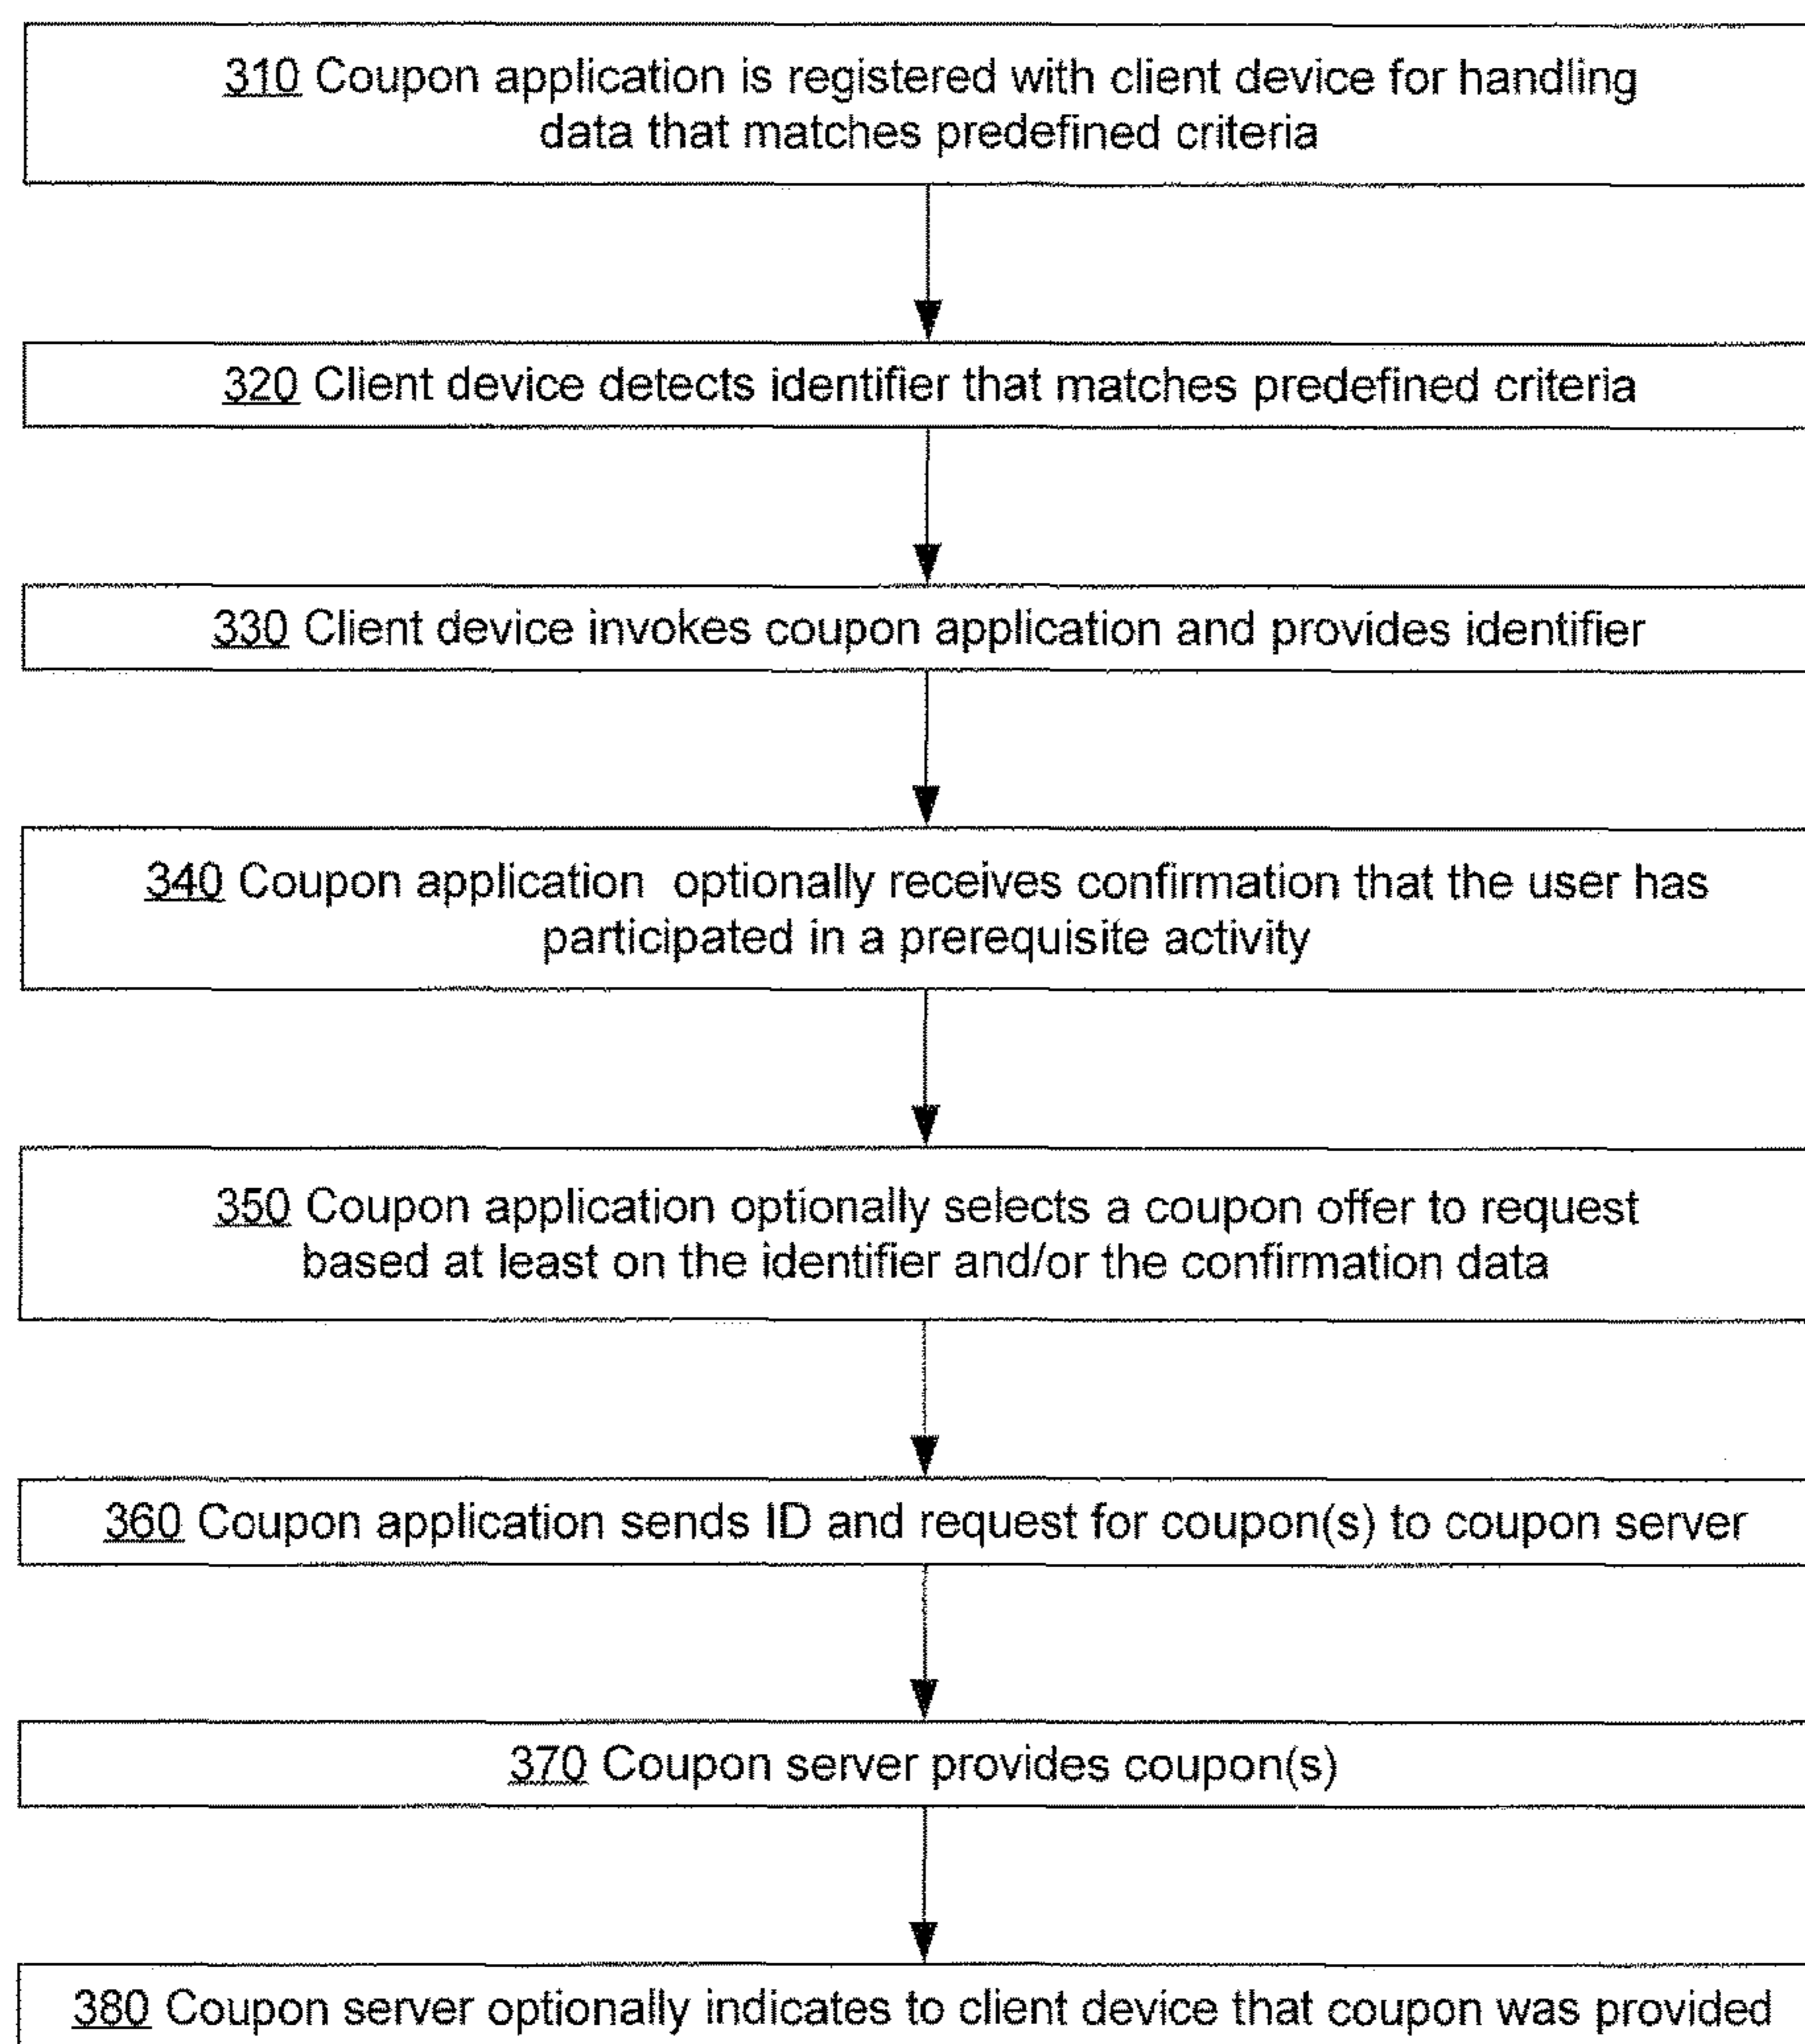 310 Coupon application is registered with client device for handling
data that matches predefined criteria
320 Client device detects identifier that matches predefined criteria
330 Client device invokes coupon application and provides identifier
340 Coupon application optionally receives confirmation that the user has
participated in a prerequisite activity
350 Coupon application optionally selects a coupon offer to request
based at least on the identifier and/or the confirmation data
360 Coupon application sends ID and request for coupon(s) to coupon server
370 Coupon server provides coupon(s)
380 Coupon server optionally indicates to client device that coupon was provided